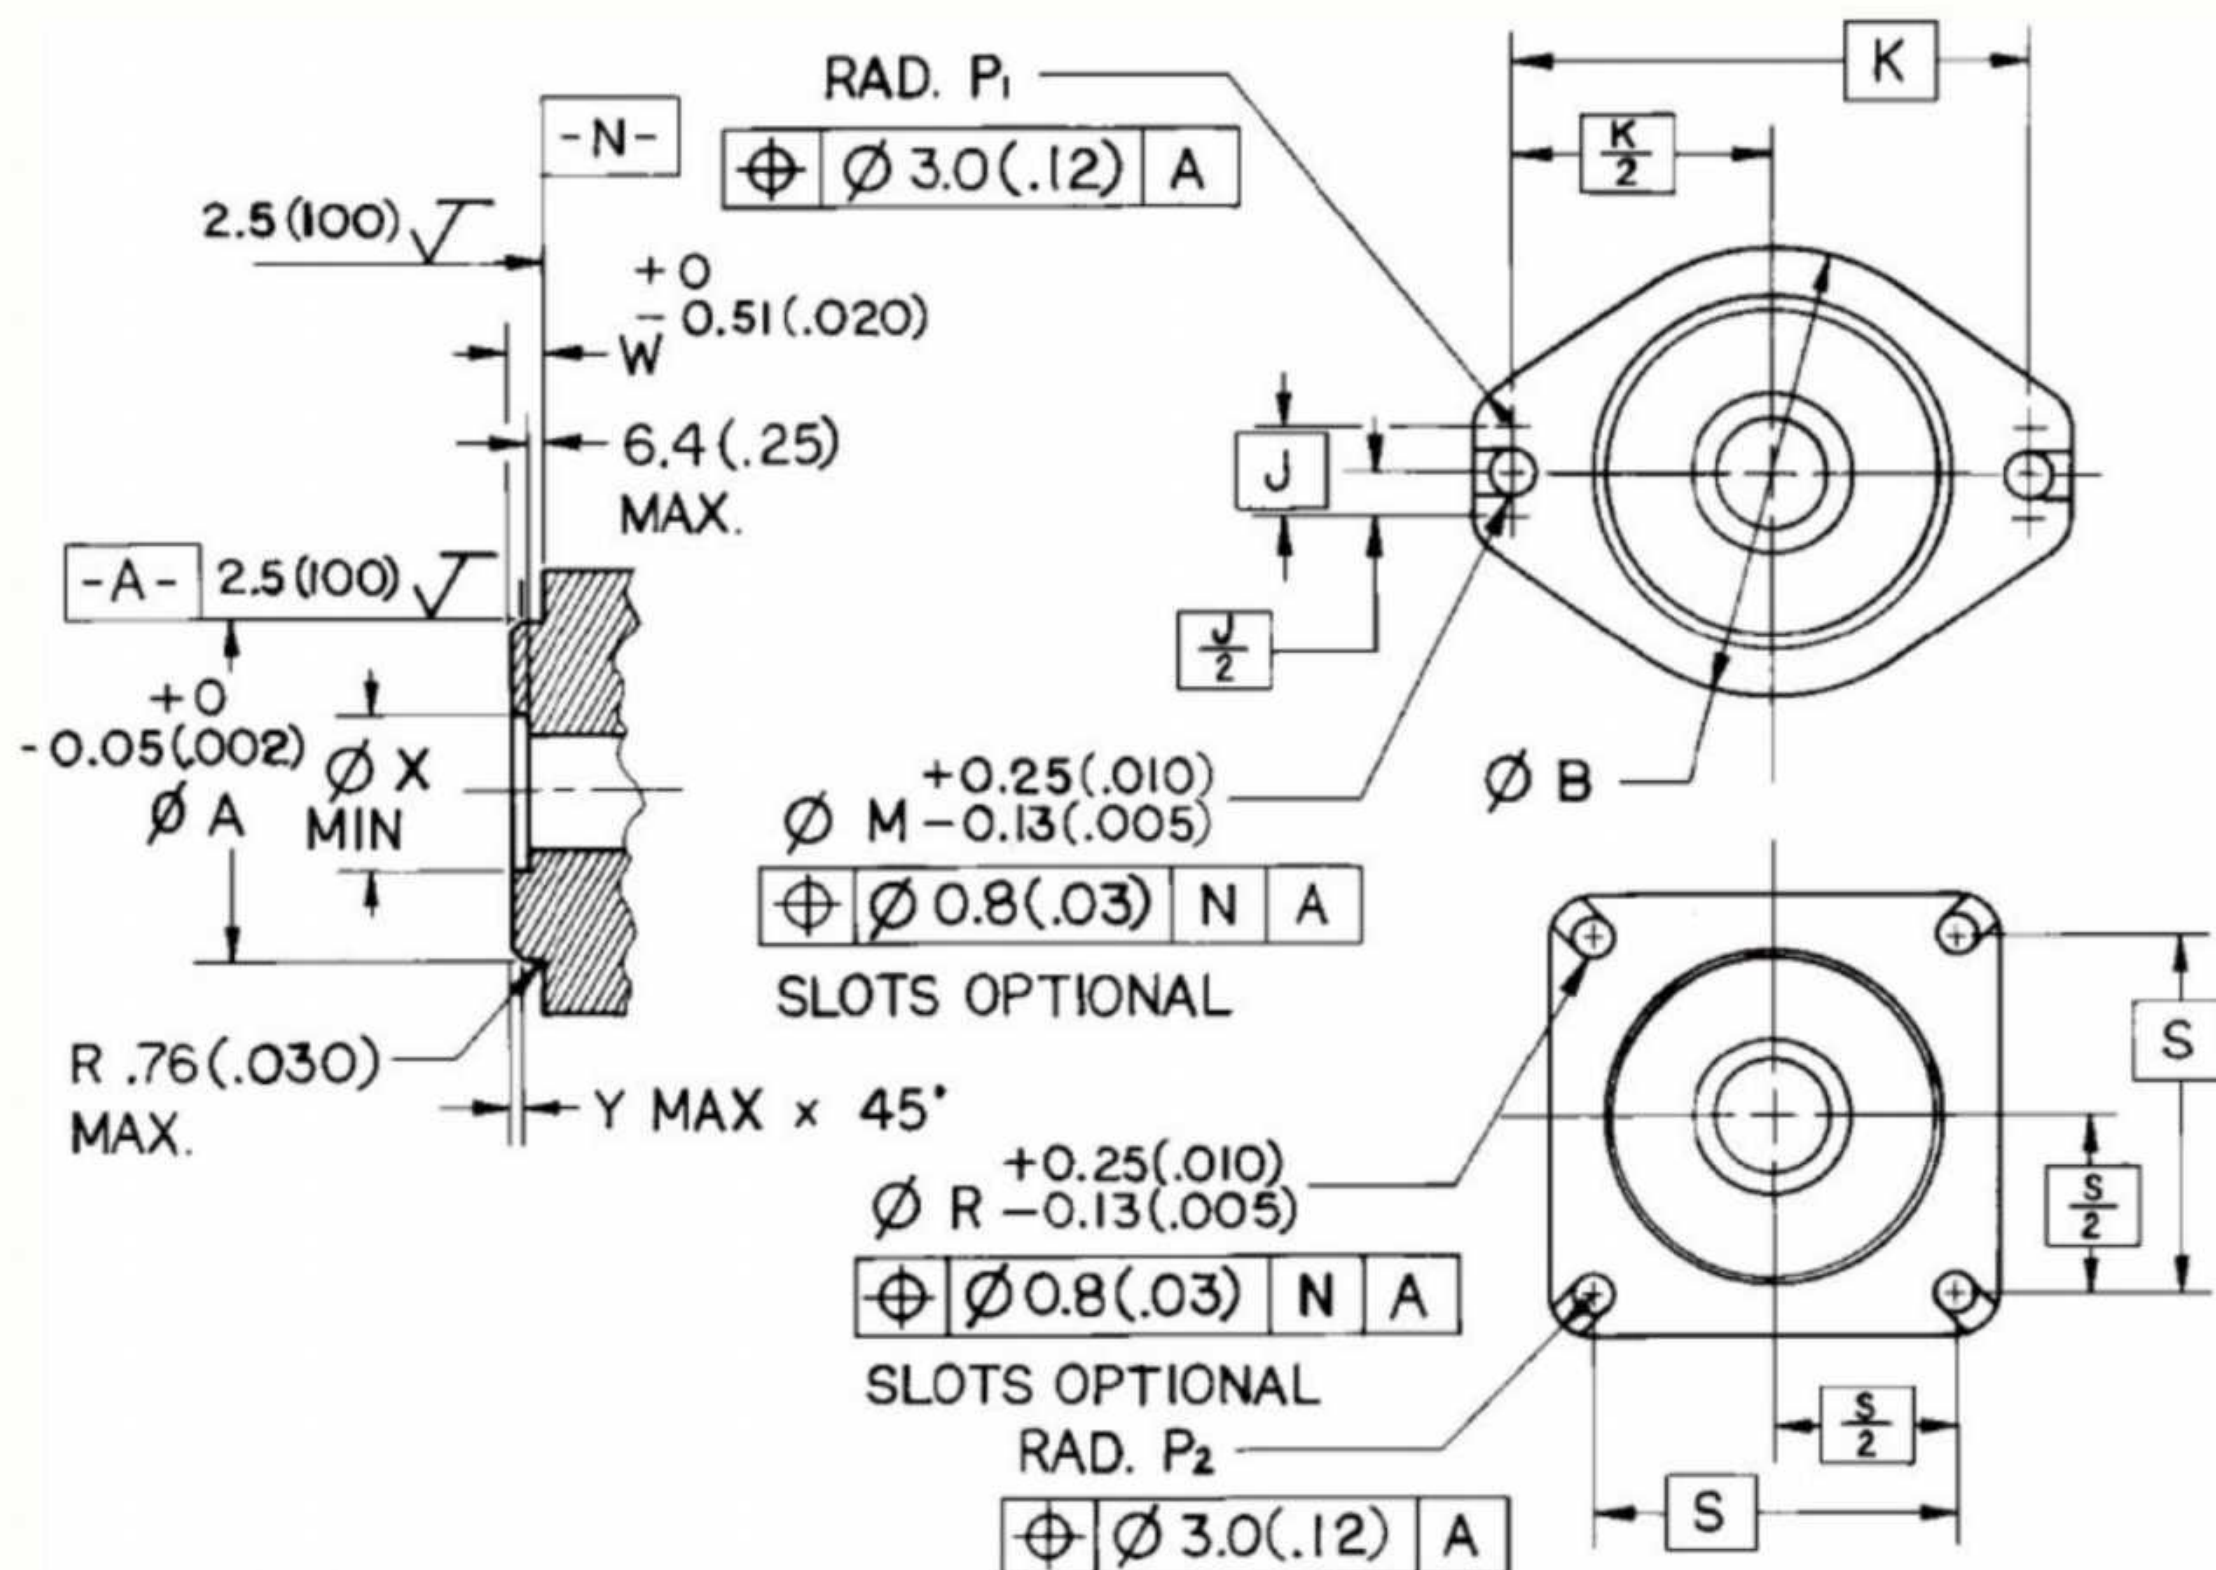 RAD. P₁
⌖ Ø 3.0(.12) A
K
K/2
-N-
2.5(100)
+0
- 0.51(.020)
W
6.4(.25)
MAX.
J
J/2
-A- 2.5(100)
+0
-0.05(.002)
Ø A
Ø X
MIN
+0.25(.010)
Ø M -0.13(.005)
⌖ Ø 0.8(.03) N A
SLOTS OPTIONAL
Ø B
R .76(.030)
MAX.
Y MAX x 45°
+0.25(.010)
Ø R -0.13(.005)
⌖ Ø 0.8(.03) N A
SLOTS OPTIONAL
RAD. P₂
⌖ Ø 3.0(.12) A
S
S/2
S/2
S